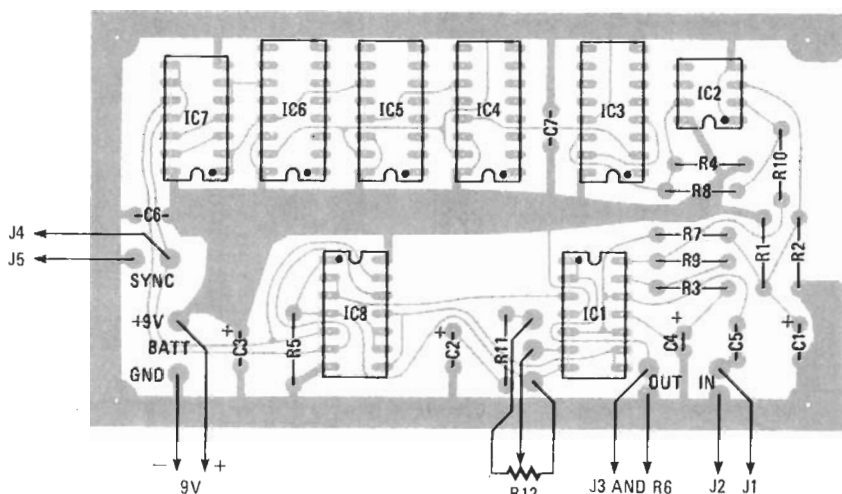 IC7
IC6
IC5
IC4
C7
IC3
IC2
R4
R10
R8
C6
J4
J5
SYNC
R7
R9
R3
R1
R2
+9V
BATT
GND
+
C3
R5
IC8
+
C2
R11
IC1
+
C4
C5
+
C1
OUT IN
− +
9V
R12
J3 AND R6
J2 J1